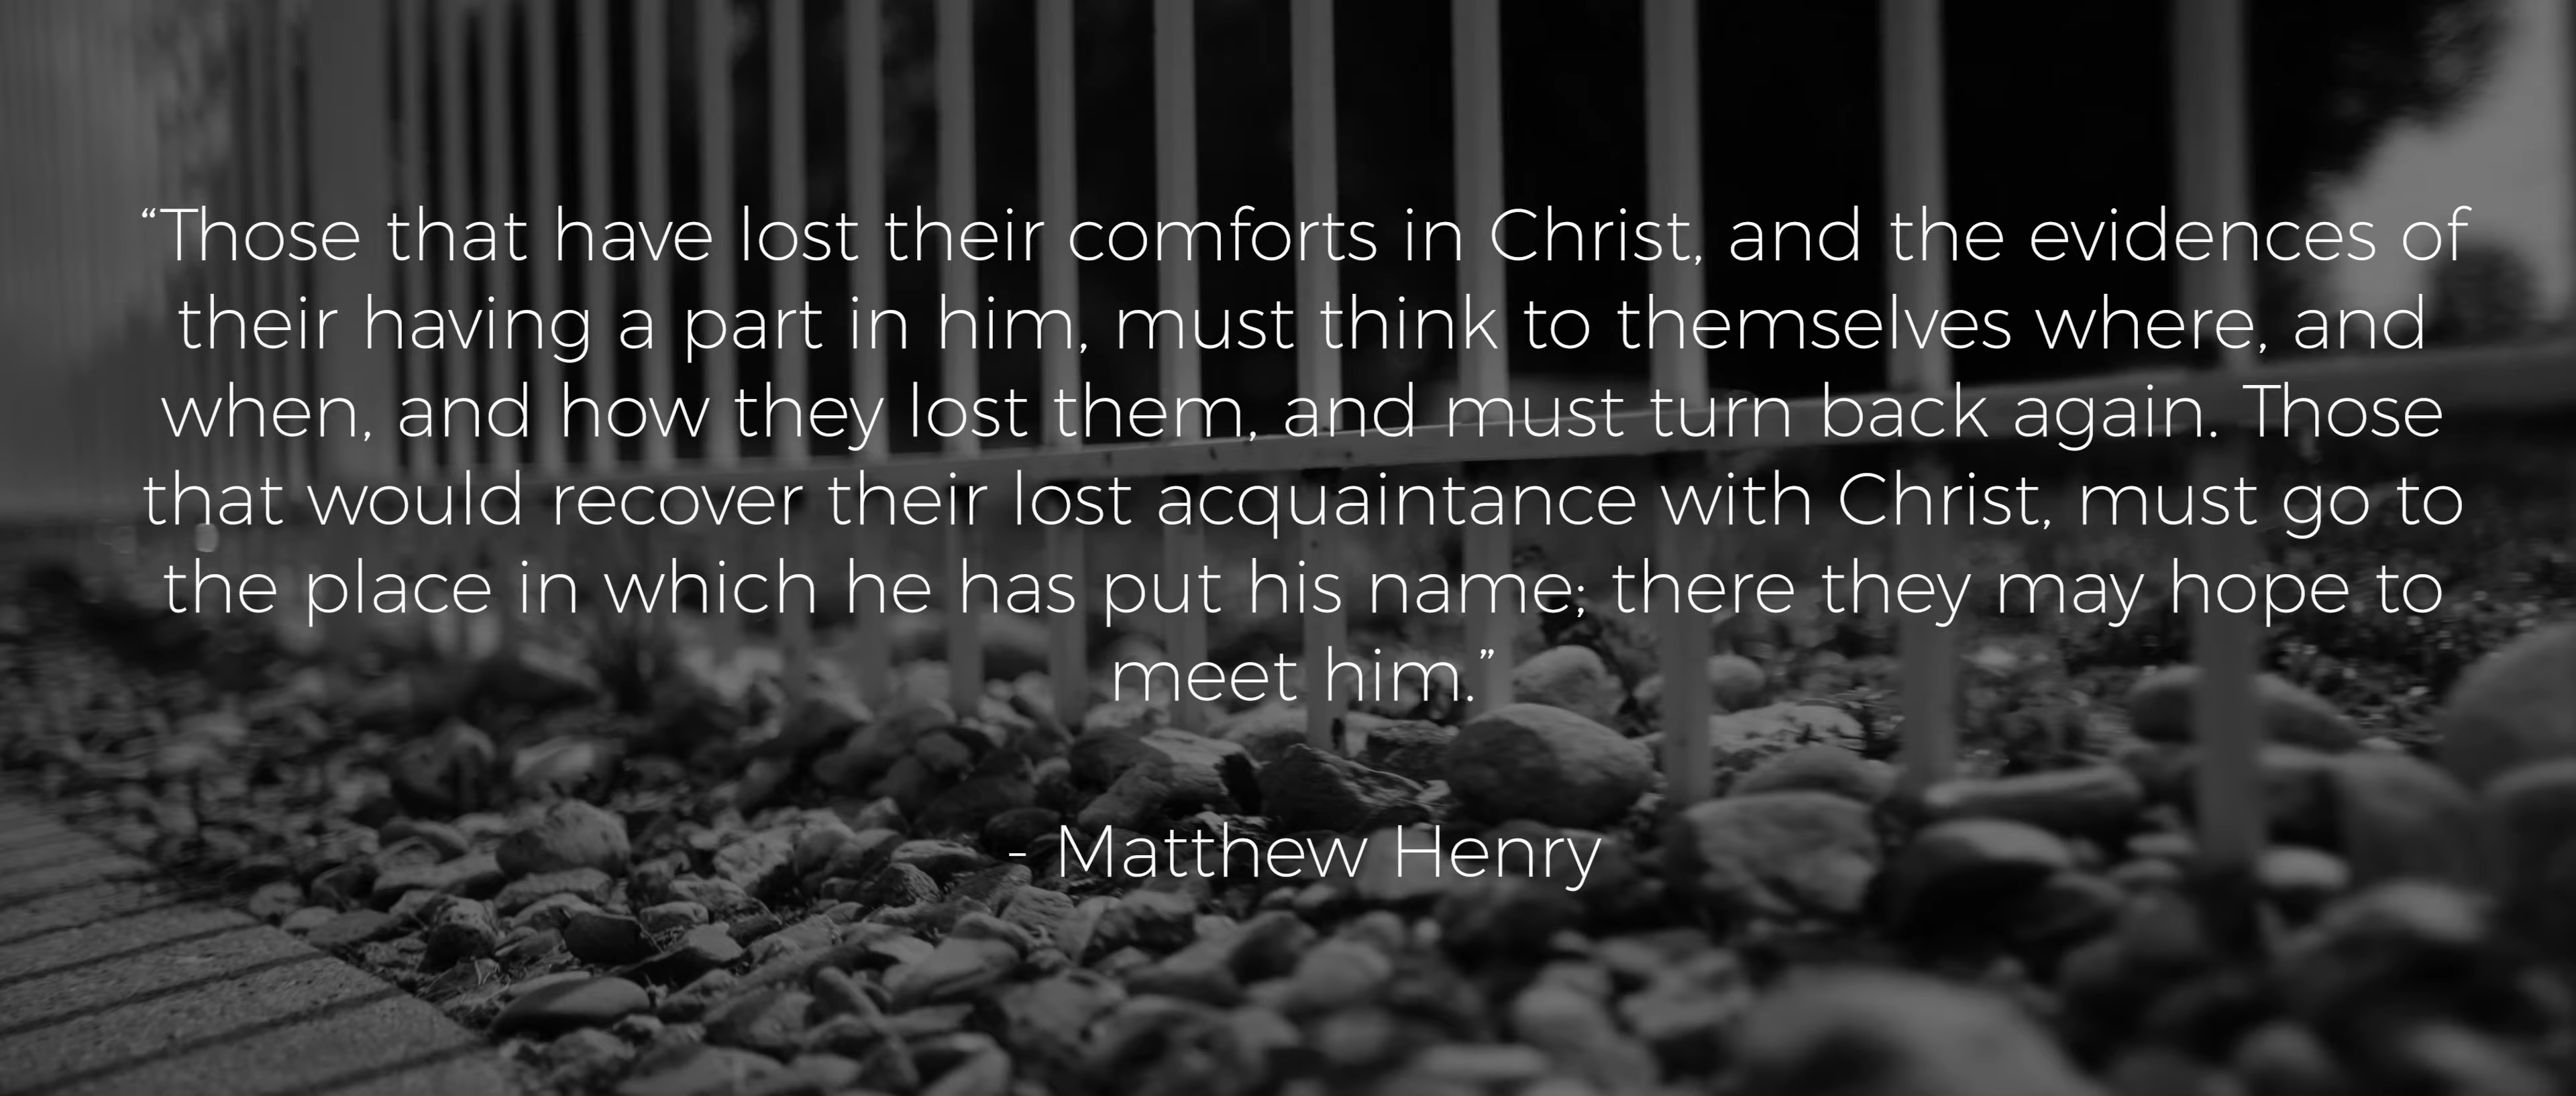 “Those that have lost their comforts in Christ, and the evidences of
their having a part in him, must think to themselves where, and
when, and how they lost them, and must turn back again. Those
that would recover their lost acquaintance with Christ, must go to
the place in which he has put his name; there they may hope to
meet him.”
- Matthew Henry